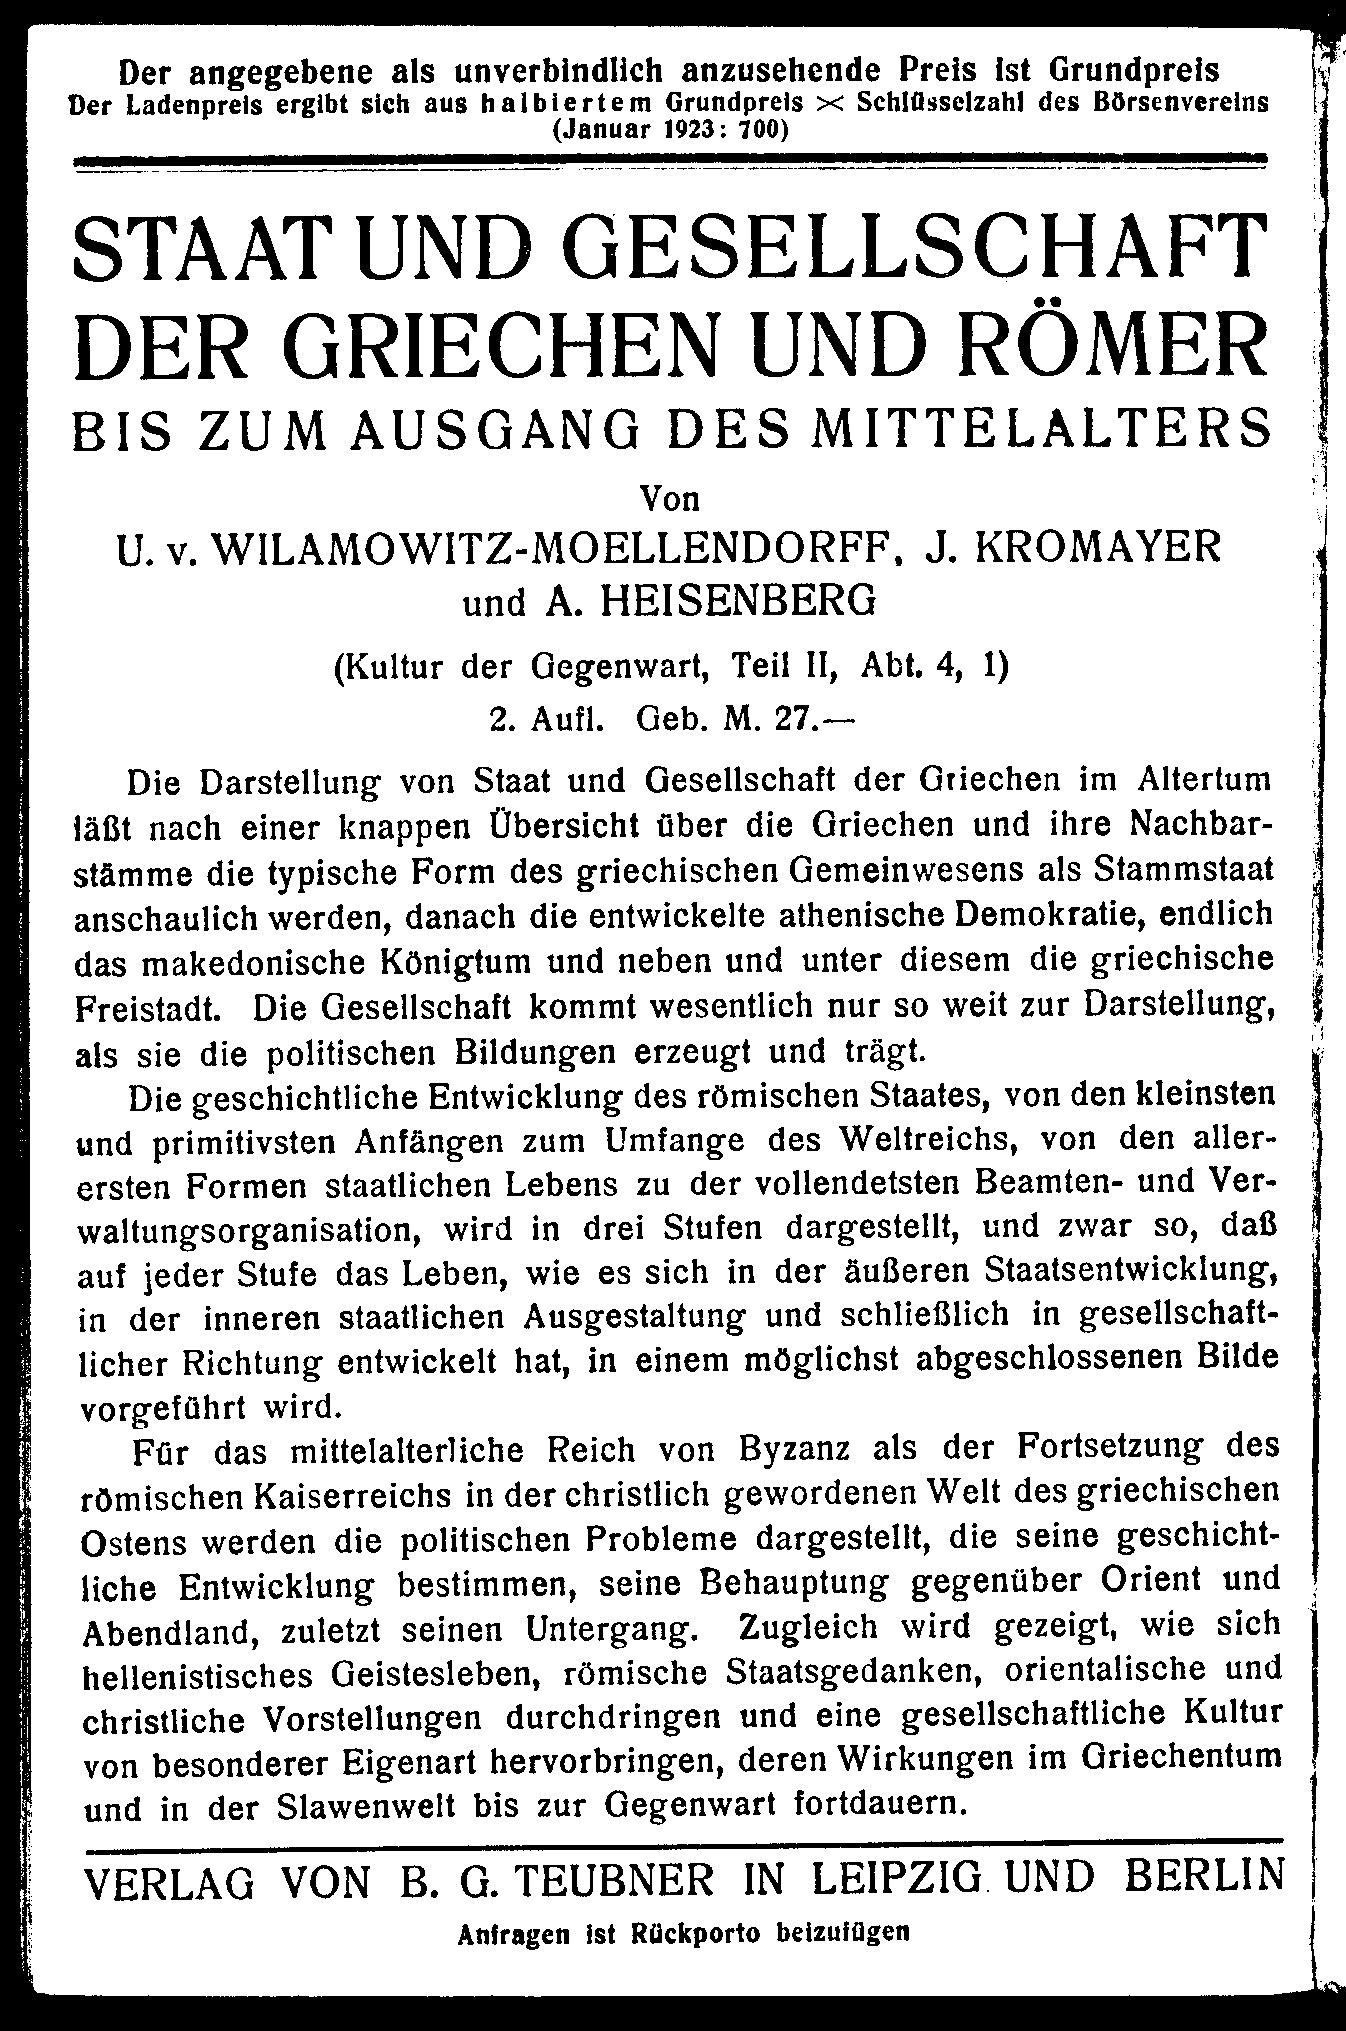 Der angegebene als unverbindlich anzusehende Preis ist Grundpreis
Der Ladenpreis ergibt sich aus halbiertem Grundpreis × Schlüsselzahl des Börsenvereins
(Januar 1923: 700)
STAAT UND GESELLSCHAFT
DER GRIECHEN UND RÖMER
BIS ZUM AUSGANG DES MITTELALTERS
Von
U. v. WILAMOWITZ-MOELLENDORFF, J. KROMAYER
und A. HEISENBERG
(Kultur der Gegenwart, Teil II, Abt. 4, 1)
2. Aufl. Geb. M. 27.—
Die Darstellung von Staat und Gesellschaft der Griechen im Altertum
läßt nach einer knappen Übersicht über die Griechen und ihre Nachbar-
stämme die typische Form des griechischen Gemeinwesens als Stammstaat
anschaulich werden, danach die entwickelte athenische Demokratie, endlich
das makedonische Königtum und neben und unter diesem die griechische
Freistadt. Die Gesellschaft kommt wesentlich nur so weit zur Darstellung,
als sie die politischen Bildungen erzeugt und trägt.
Die geschichtliche Entwicklung des römischen Staates, von den kleinsten
und primitivsten Anfängen zum Umfange des Weltreichs, von den aller-
ersten Formen staatlichen Lebens zu der vollendetsten Beamten- und Ver-
waltungsorganisation, wird in drei Stufen dargestellt, und zwar so, daß
auf jeder Stufe das Leben, wie es sich in der äußeren Staatsentwicklung,
in der inneren staatlichen Ausgestaltung und schließlich in gesellschaft-
licher Richtung entwickelt hat, in einem möglichst abgeschlossenen Bilde
vorgeführt wird.
Für das mittelalterliche Reich von Byzanz als der Fortsetzung des
römischen Kaiserreichs in der christlich gewordenen Welt des griechischen
Ostens werden die politischen Probleme dargestellt, die seine geschicht-
liche Entwicklung bestimmen, seine Behauptung gegenüber Orient und
Abendland, zuletzt seinen Untergang. Zugleich wird gezeigt, wie sich
hellenistisches Geistesleben, römische Staatsgedanken, orientalische und
christliche Vorstellungen durchdringen und eine gesellschaftliche Kultur
von besonderer Eigenart hervorbringen, deren Wirkungen im Griechentum
und in der Slawenwelt bis zur Gegenwart fortdauern.
VERLAG VON B. G. TEUBNER IN LEIPZIG UND BERLIN
Anfragen ist Rückporto beizufügen